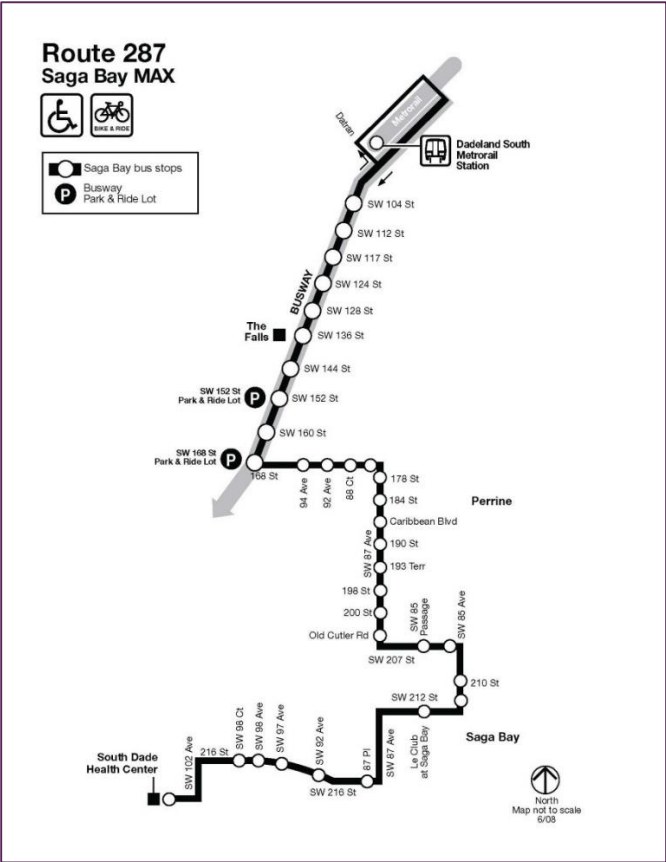 Route 287
Saga Bay MAX
BIKE & RIDE
Saga Bay bus stops
P
Busway
Park & Ride Lot
Datran
Metrorail
Dadeland South
Metrorail
Station
SW 104 St
SW 112 St
SW 117 St
SW 124 St
BUSWAY
SW 128 St
The
Falls
SW 136 St
SW 144 St
SW 152 St
Park & Ride Lot
P
SW 152 St
SW 160 St
SW 168 St
Park & Ride Lot
P
168 St
94 Ave
92 Ave
88 Ct
178 St
184 St
Perrine
Caribbean Blvd
190 St
SW 87 Ave
193 Terr
198 St
200 St
Old Cutler Rd
SW 85
Passage
SW 85 Ave
SW 207 St
210 St
SW 212 St
Saga Bay
Le Club
at Saga Bay
SW 87 Ave
87 Pl
SW 216 St
SW 92 Ave
SW 97 Ave
SW 98 Ave
SW 98 Ct
216 St
SW 102 Ave
South Dade
Health Center
North
Map not to scale
6/08